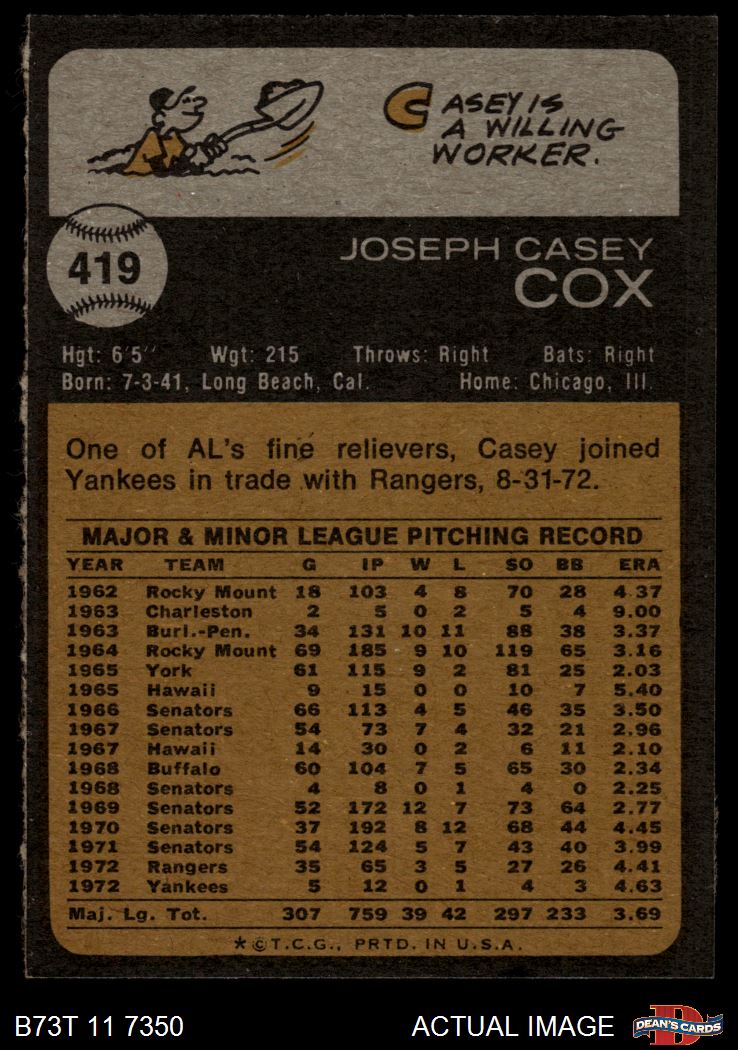 CASEY IS
A WILLING
WORKER.
419
JOSEPH CASEY
COX
Hgt: 6'5'' Wgt: 215 Throws: Right Bats: Right
Born: 7-3-41, Long Beach, Cal. Home: Chicago, Ill.
One of AL's fine relievers, Casey joined
Yankees in trade with Rangers, 8-31-72.
MAJOR & MINOR LEAGUE PITCHING RECORD
YEAR TEAM G IP W L SO BB ERA
1962 Rocky Mount 18 103 4 8 70 28 4.37
1963 Charleston 2 5 0 2 5 4 9.00
1963 Burl.-Pen. 34 131 10 11 88 38 3.37
1964 Rocky Mount 69 185 9 10 119 65 3.16
1965 York 61 115 9 2 81 25 2.03
1965 Hawaii 9 15 0 0 10 7 5.40
1966 Senators 66 113 4 5 46 35 3.50
1967 Senators 54 73 7 4 32 21 2.96
1967 Hawaii 14 30 0 2 6 11 2.10
1968 Buffalo 60 104 7 5 65 30 2.34
1968 Senators 4 8 0 1 4 0 2.25
1969 Senators 52 172 12 7 73 64 2.77
1970 Senators 37 192 8 12 68 44 4.45
1971 Senators 54 124 5 7 43 40 3.99
1972 Rangers 35 65 3 5 27 26 4.41
1972 Yankees 5 12 0 1 4 3 4.63
Maj. Lg. Tot. 307 759 39 42 297 233 3.69
*©T.C.G., PRTD. IN U.S.A.
B73T 11 7350 ACTUAL IMAGE D DEAN'S CARDS